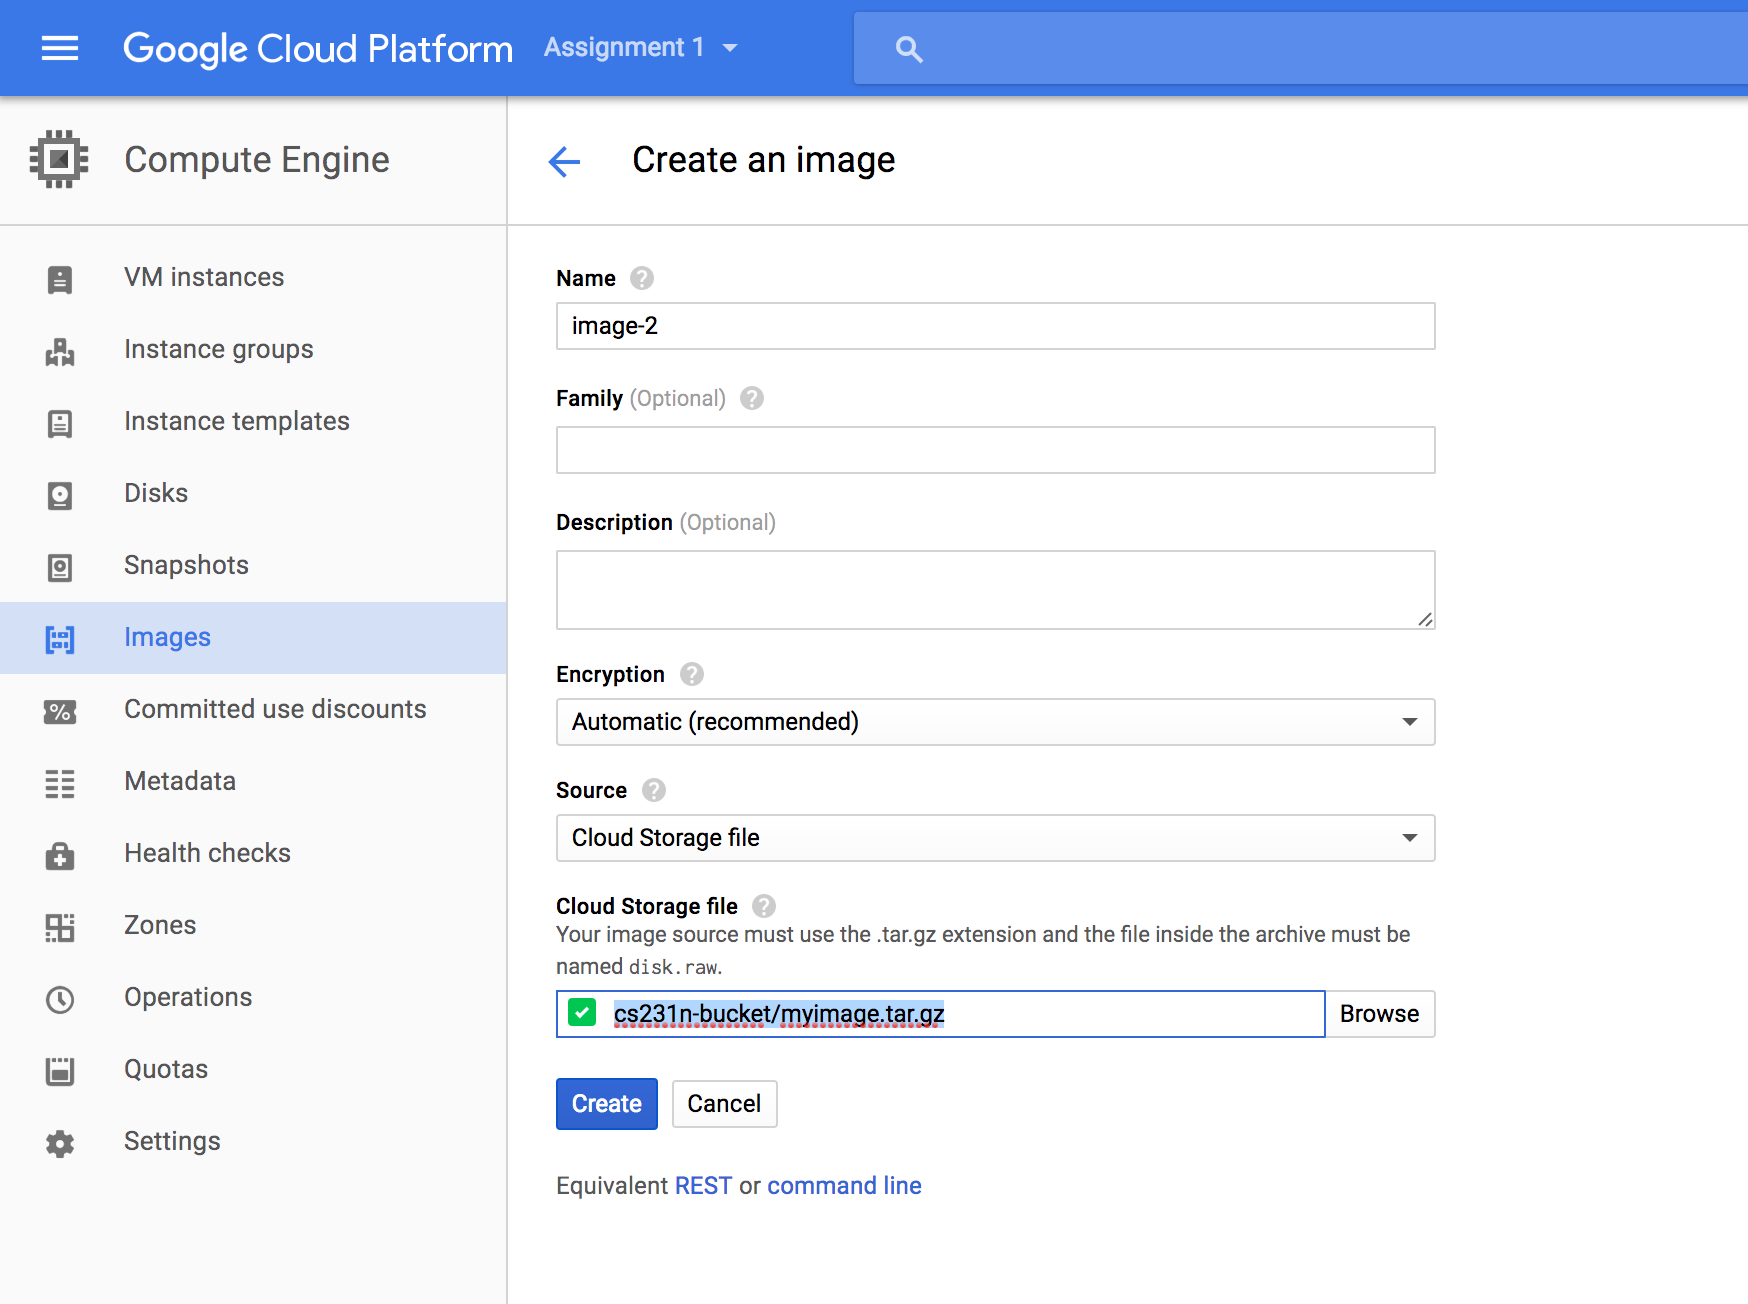 Google Cloud Platform
Assignment 1
Compute Engine
Create an image
VM instances
Instance groups
Instance templates
Disks
Snapshots
Images
Committed use discounts
Metadata
Health checks
Zones
Operations
Quotas
Settings
Name ?
image-2
Family (Optional) ?
Description (Optional)
Encryption ?
Automatic (recommended)
Source ?
Cloud Storage file
Cloud Storage file ?
Your image source must use the .tar.gz extension and the file inside the archive must be
named disk.raw.
cs231n-bucket/myimage.tar.gz
Browse
Create
Cancel
Equivalent REST or command line